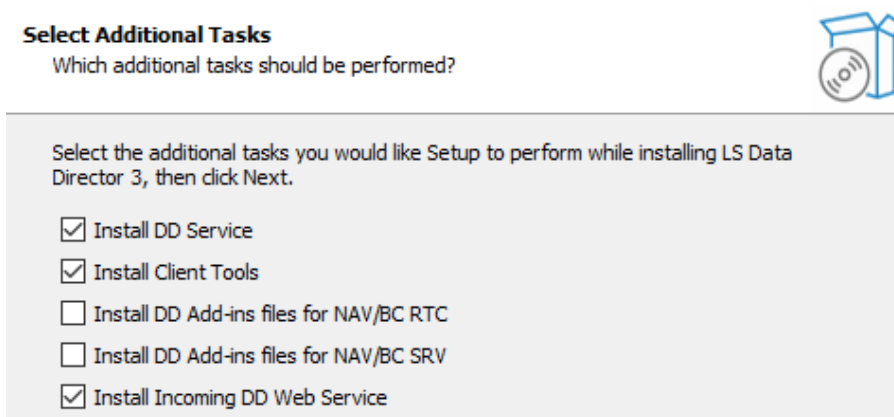 Select Additional Tasks
Which additional tasks should be performed?
Select the additional tasks you would like Setup to perform while installing LS Data
Director 3, then click Next.
Install DD Service
Install Client Tools
Install DD Add-ins files for NAV/BC RTC
Install DD Add-ins files for NAV/BC SRV
Install Incoming DD Web Service